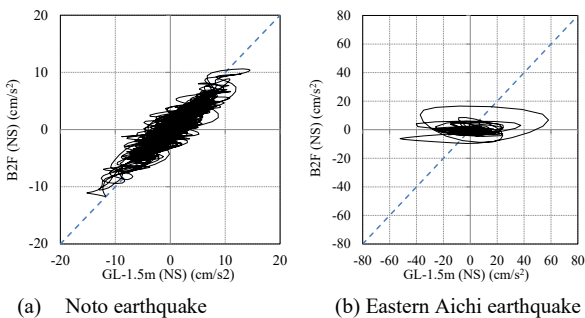 20
10
0
-10
-20
-20 -10 0 10 20
B2F (NS) (cm/s²)
GL-1.5m (NS) (cm/s2)
(a) Noto earthquake
80
60
40
20
0
-20
-40
-60
-80
-80 -60 -40 -20 0 20 40 60 80
B2F (NS) (cm/s²)
GL-1.5m (NS) (cm/s²)
(b) Eastern Aichi earthquake